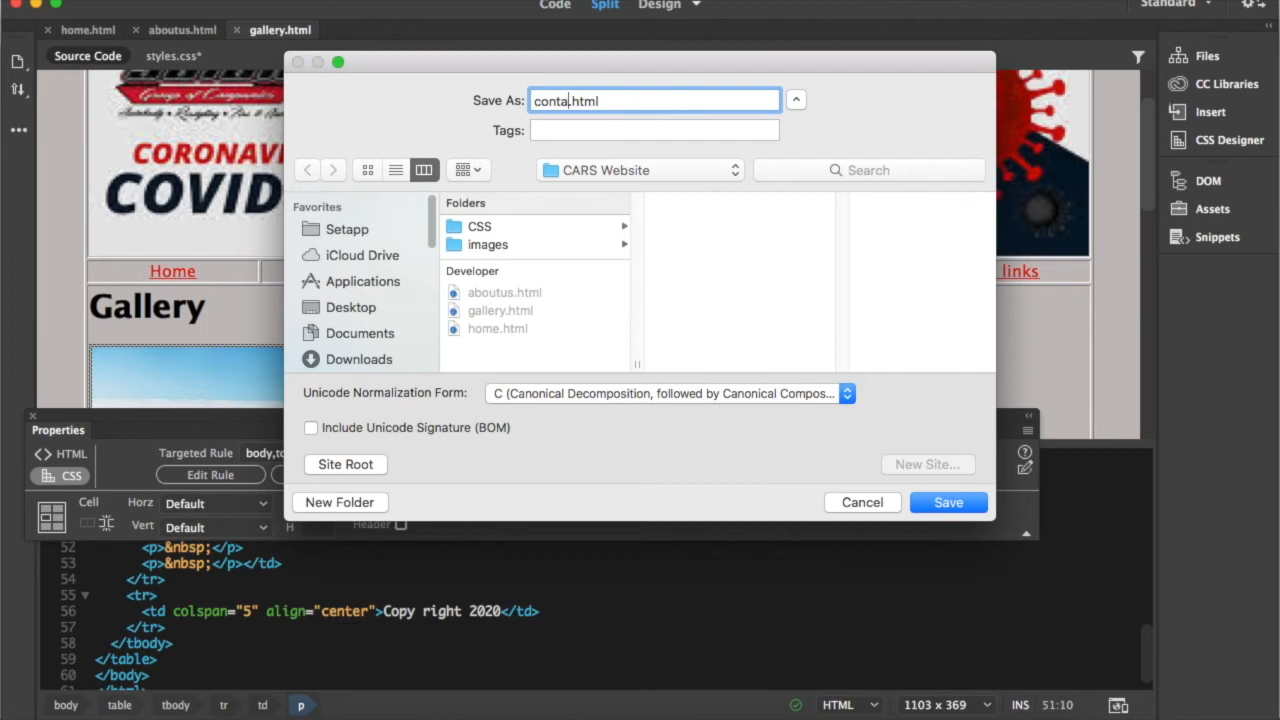 Code Split Design Standard
home.html aboutus.html gallery.html
Source Code styles.css*
Group of Companies
CORONAV
COVID
Home
links
Gallery
Save As: conta.html
Tags:
CARS Website
Search
Favorites
Setapp
iCloud Drive
Applications
Desktop
Documents
Downloads
Folders
CSS
images
Developer
aboutus.html
gallery.html
home.html
Unicode Normalization Form: C (Canonical Decomposition, followed by Canonical Compos...
Include Unicode Signature (BOM)
Site Root New Site...
New Folder Cancel Save
Files
CC Libraries
Insert
CSS Designer
DOM
Assets
Snippets
Properties
<> HTML Targeted Rule body,td
CSS Edit Rule
Cell Horz Default
Vert Default H Header
52 <p>&nbsp;</p>
53 <p>&nbsp;</p></td>
54 </tr>
55 <tr>
56 <td colspan="5" align="center">Copy right 2020</td>
57 </tr>
58 </tbody>
59 </table>
60 </body>
61 </html>
body table tbody tr td p HTML 1103 x 369 INS 51:10